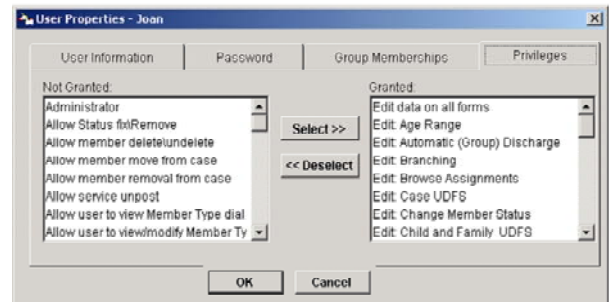 User Properties - Joan
User Information
Password
Group Memberships
Privileges
Not Granted:
Administrator
Allow Status fix\Remove
Allow member delete\undelete
Allow member move from case
Allow member removal from case
Allow service unpost
Allow user to view Member Type dial
Allow user to view/modify Member Ty
Select >>
<< Deselect
Granted:
Edit data on all forms
Edit: Age Range
Edit: Automatic (Group) Discharge
Edit: Branching
Edit: Browse Assignments
Edit: Case UDFS
Edit: Change Member Status
Edit: Child and Family UDFS
OK
Cancel